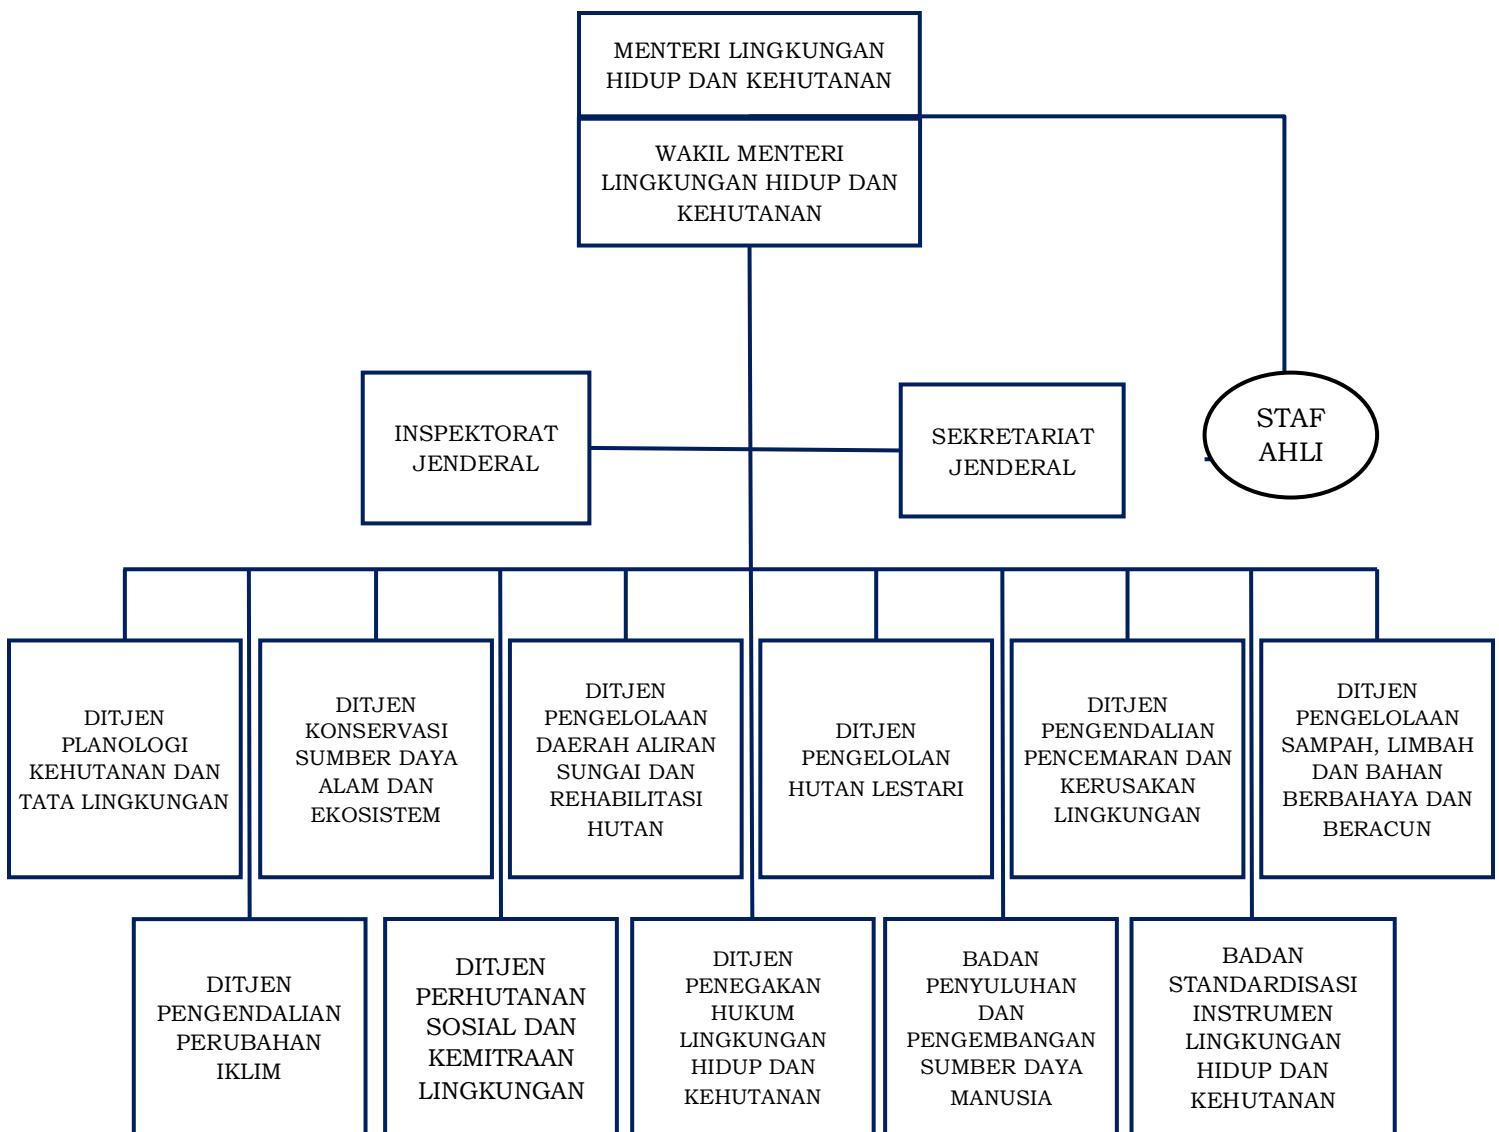 MENTERI LINGKUNGAN
HIDUP DAN KEHUTANAN
WAKIL MENTERI
LINGKUNGAN HIDUP DAN
KEHUTANAN
INSPEKTORAT
JENDERAL
SEKRETARIAT
JENDERAL
STAF
AHLI
DITJEN
PLANOLOGI
KEHUTANAN DAN
TATA LINGKUNGAN
DITJEN
KONSERVASI
SUMBER DAYA
ALAM DAN
EKOSISTEM
DITJEN
PENGELOLAAN
DAERAH ALIRAN
SUNGAI DAN
REHABILITASI
HUTAN
DITJEN
PENGELOLAN
HUTAN LESTARI
DITJEN
PENGENDALIAN
PENCEMARAN DAN
KERUSAKAN
LINGKUNGAN
DITJEN
PENGELOLAAN
SAMPAH, LIMBAH
DAN BAHAN
BERBAHAYA DAN
BERACUN
DITJEN
PENGENDALIAN
PERUBAHAN
IKLIM
DITJEN
PERHUTANAN
SOSIAL DAN
KEMITRAAN
LINGKUNGAN
DITJEN
PENEGAKAN
HUKUM
LINGKUNGAN
HIDUP DAN
KEHUTANAN
BADAN
PENYULUHAN
DAN
PENGEMBANGAN
SUMBER DAYA
MANUSIA
BADAN
STANDARDISASI
INSTRUMEN
LINGKUNGAN
HIDUP DAN
KEHUTANAN